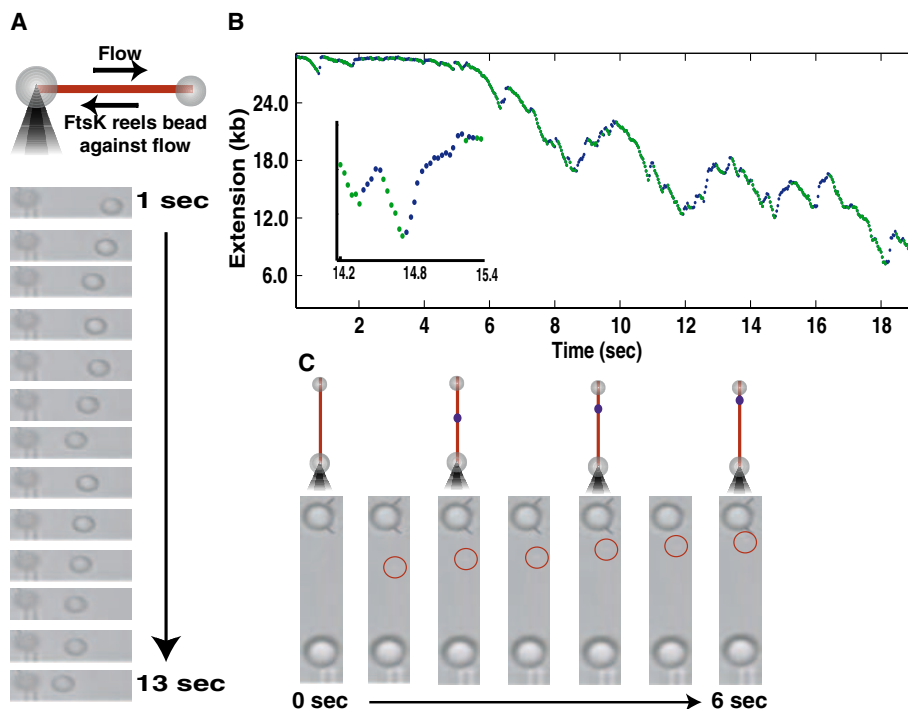 A
Flow
FtsK reels bead
against flow
1 sec
13 sec
B
Extension (kb)
24.0
18.0
12.0
6.0
14.2
14.8
15.4
2
4
6
8
10
12
14
16
18
Time (sec)
C
0 sec
6 sec